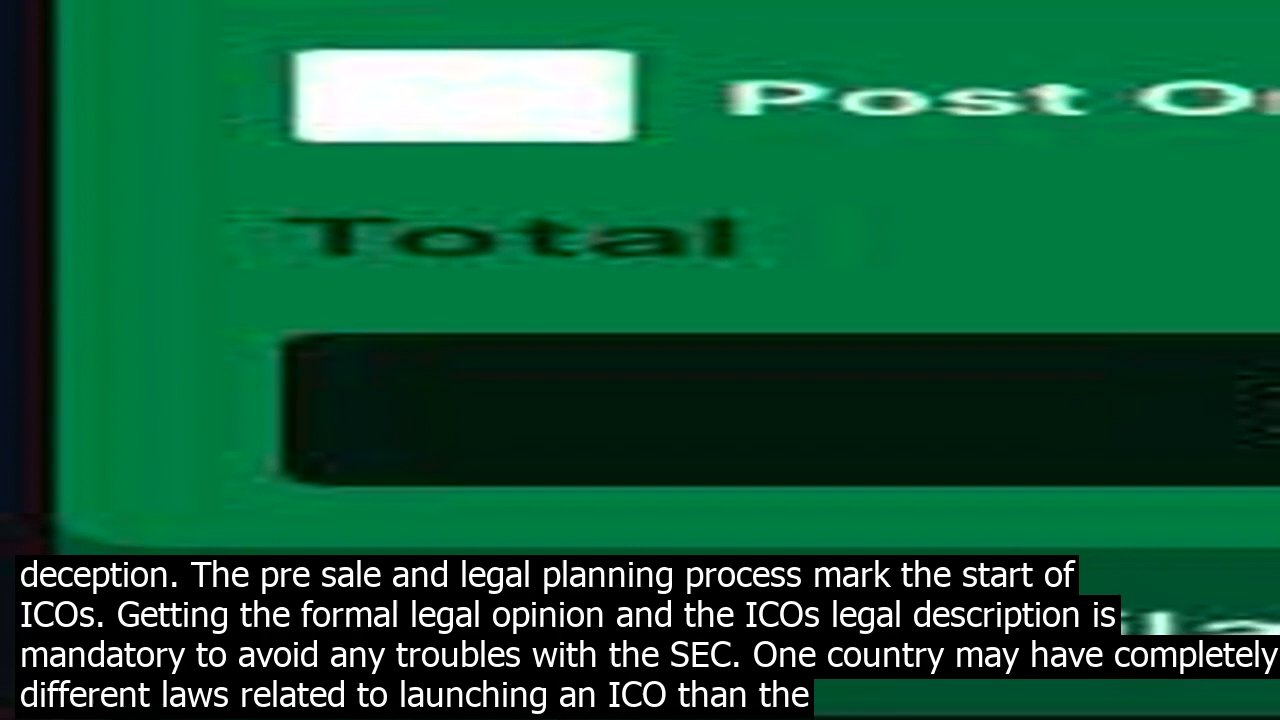 Post
Total
deception. The pre sale and legal planning process mark the start of
ICOs. Getting the formal legal opinion and the ICOs legal description is
mandatory to avoid any troubles with the SEC. One country may have completely
different laws related to launching an ICO than the